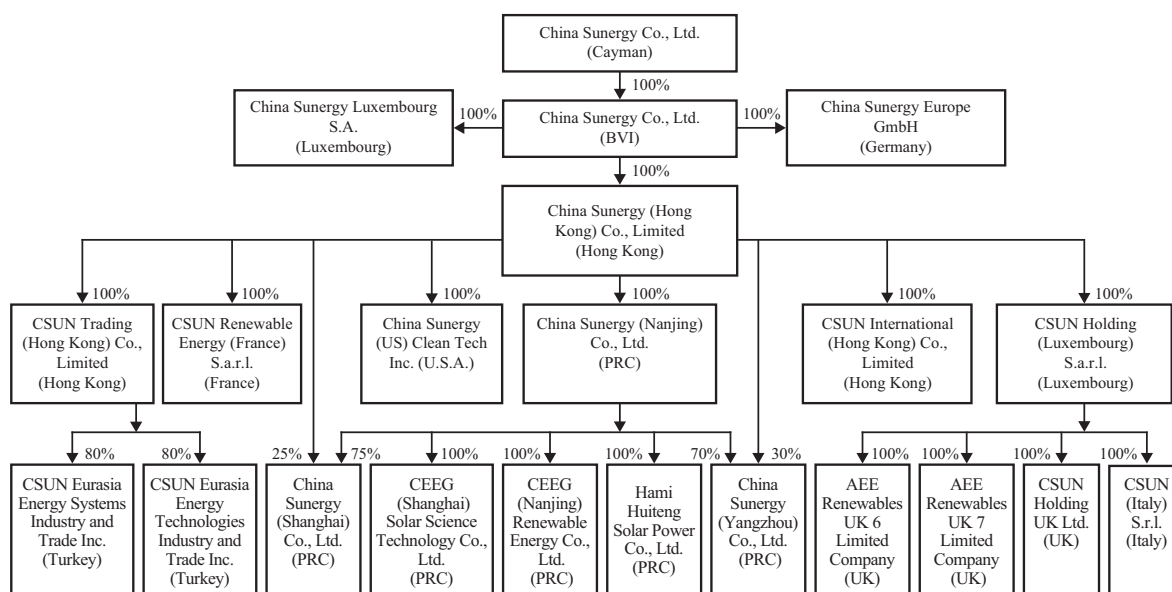 China Sunergy Co., Ltd.
(Cayman)
100%
China Sunergy Luxembourg
S.A.
(Luxembourg)
100%
China Sunergy Co., Ltd.
(BVI)
100%
China Sunergy Europe
GmbH
(Germany)
100%
China Sunergy (Hong
Kong) Co., Limited
(Hong Kong)
100%
100%
100%
100%
100%
100%
CSUN Trading
(Hong Kong) Co.,
Limited
(Hong Kong)
CSUN Renewable
Energy (France)
S.a.r.l.
(France)
China Sunergy
(US) Clean Tech
Inc. (U.S.A.)
China Sunergy (Nanjing)
Co., Ltd.
(PRC)
CSUN International
(Hong Kong) Co.,
Limited
(Hong Kong)
CSUN Holding
(Luxembourg)
S.a.r.l.
(Luxembourg)
80%
80%
25%
75%
100%
100%
100%
70%
30%
100%
100%
100%
100%
CSUN Eurasia
Energy Systems
Industry and
Trade Inc.
(Turkey)
CSUN Eurasia
Energy
Technologies
Industry and
Trade Inc.
(Turkey)
China
Sunergy
(Shanghai)
Co., Ltd.
(PRC)
CEEG
(Shanghai)
Solar Science
Technology Co.,
Ltd.
(PRC)
CEEG
(Nanjing)
Renewable
Energy Co.,
Ltd.
(PRC)
Hami
Huiteng
Solar Power
Co., Ltd.
(PRC)
China
Sunergy
(Yangzhou)
Co., Ltd.
(PRC)
AEE
Renewables
UK 6
Limited
Company
(UK)
AEE
Renewables
UK 7
Limited
Company
(UK)
CSUN
Holding
UK Ltd.
(UK)
CSUN
(Italy)
S.r.l.
(Italy)